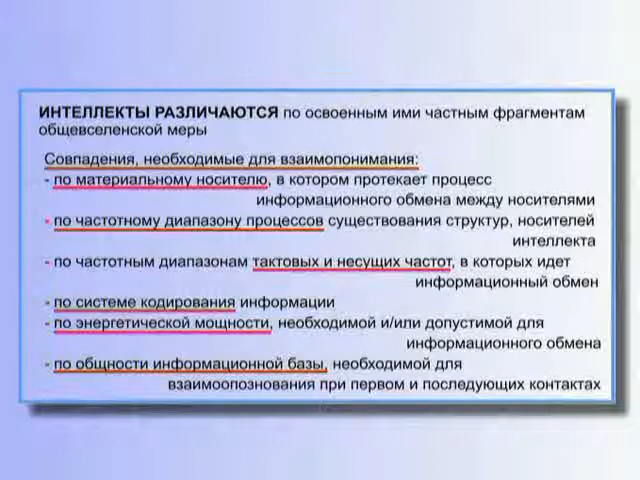 ИНТЕЛЛЕКТЫ РАЗЛИЧАЮТСЯ по освоенным ими частным фрагментам
общевселенской меры
Совпадения, необходимые для взаимопонимания:
- по материальному носителю, в котором протекает процесс
информационного обмена между носителями
- по частотному диапазону процессов существования структур, носителей
интеллекта
- по частотным диапазонам тактовых и несущих частот, в которых идет
информационный обмен
- по системе кодирования информации
- по энергетической мощности, необходимой и/или допустимой для
информационного обмена
- по общности информационной базы, необходимой для
взаимоопознования при первом и последующих контактах